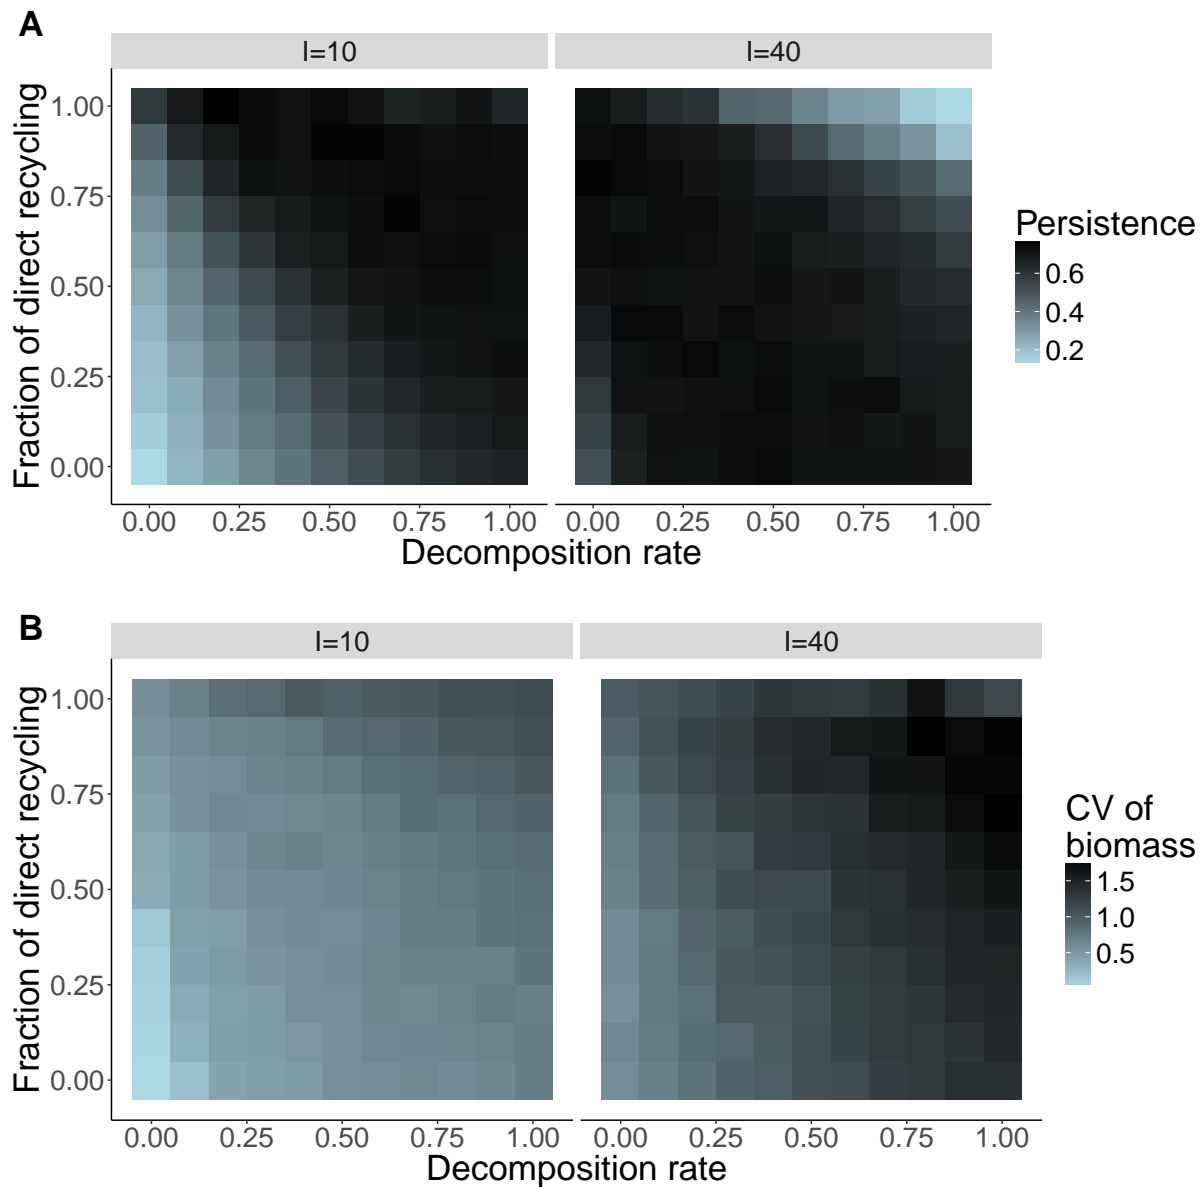 A
I=10
I=40
Fraction of direct recycling
1.00
0.75
0.50
0.25
0.00
0.00 0.25 0.50 0.75 1.00
0.00 0.25 0.50 0.75 1.00
Decomposition rate
Persistence
0.6
0.4
0.2
B
I=10
I=40
Fraction of direct recycling
1.00
0.75
0.50
0.25
0.00
0.00 0.25 0.50 0.75 1.00
0.00 0.25 0.50 0.75 1.00
Decomposition rate
CV of
biomass
1.5
1.0
0.5